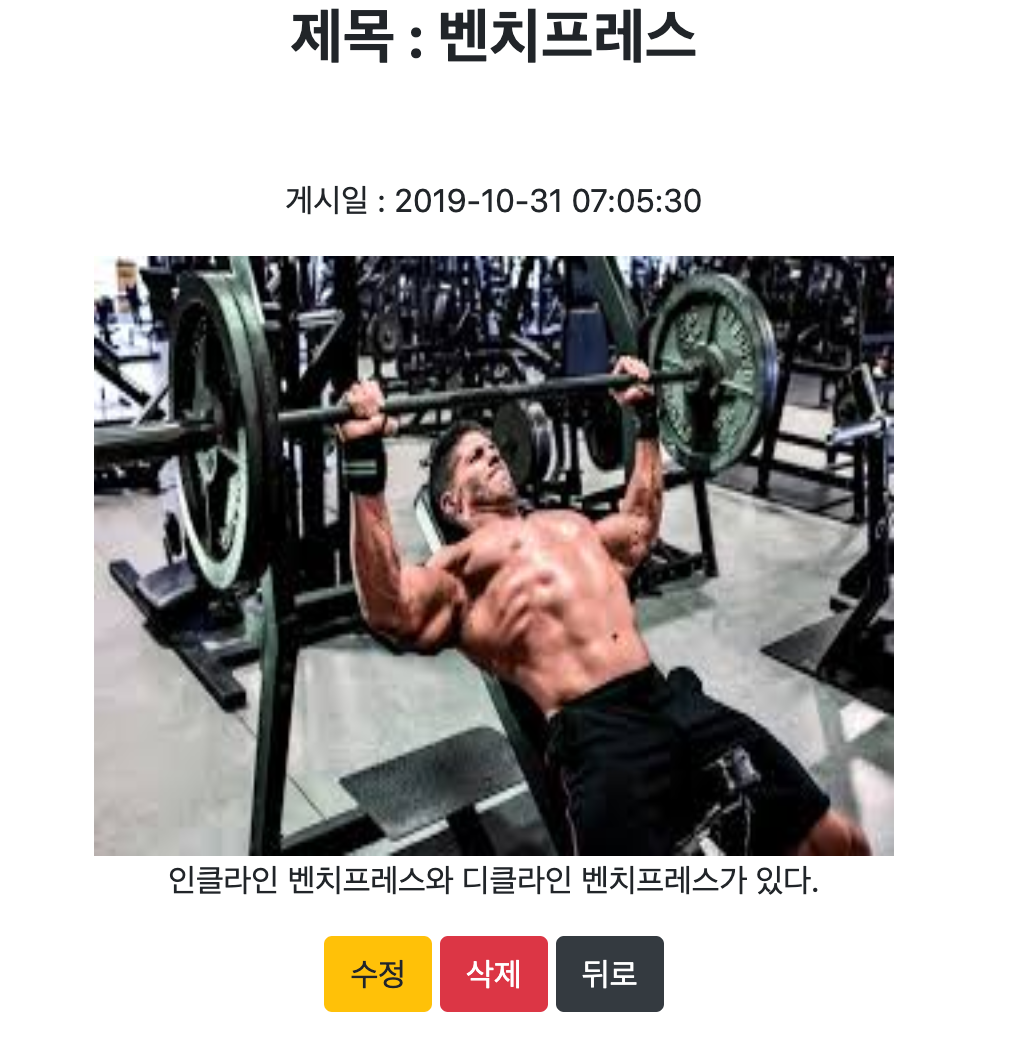 제목 : 벤치프레스
게시일 : 2019-10-31 07:05:30
인클라인 벤치프레스와 디클라인 벤치프레스가 있다.
수정 삭제 뒤로